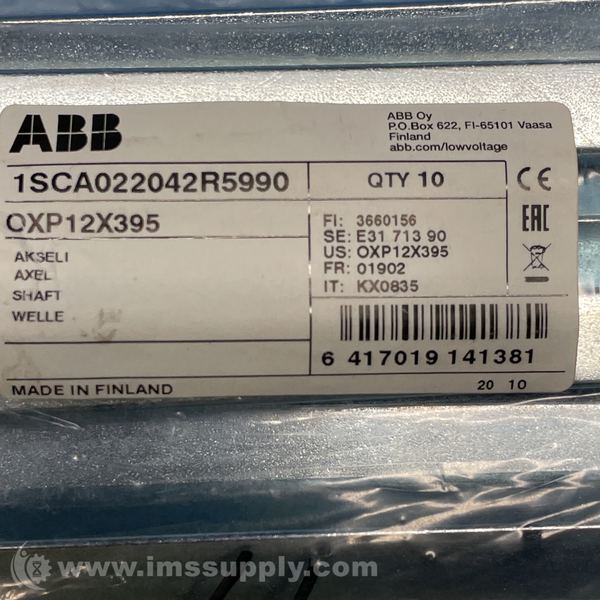 ABB
ABB Oy
P.O.Box 622, FI-65101 Vaasa
Finland
abb.com/lowvoltage
1SCA022042R5990
QTY 10
CE
EAC
OXP12X395
AKSELI
AXEL
SHAFT
WELLE
FI: 3660156
SE: E31 713 90
US: OXP12X395
FR: 01902
IT: KX0835
6 417019 141381
MADE IN FINLAND
20 10
www.imssupply.com